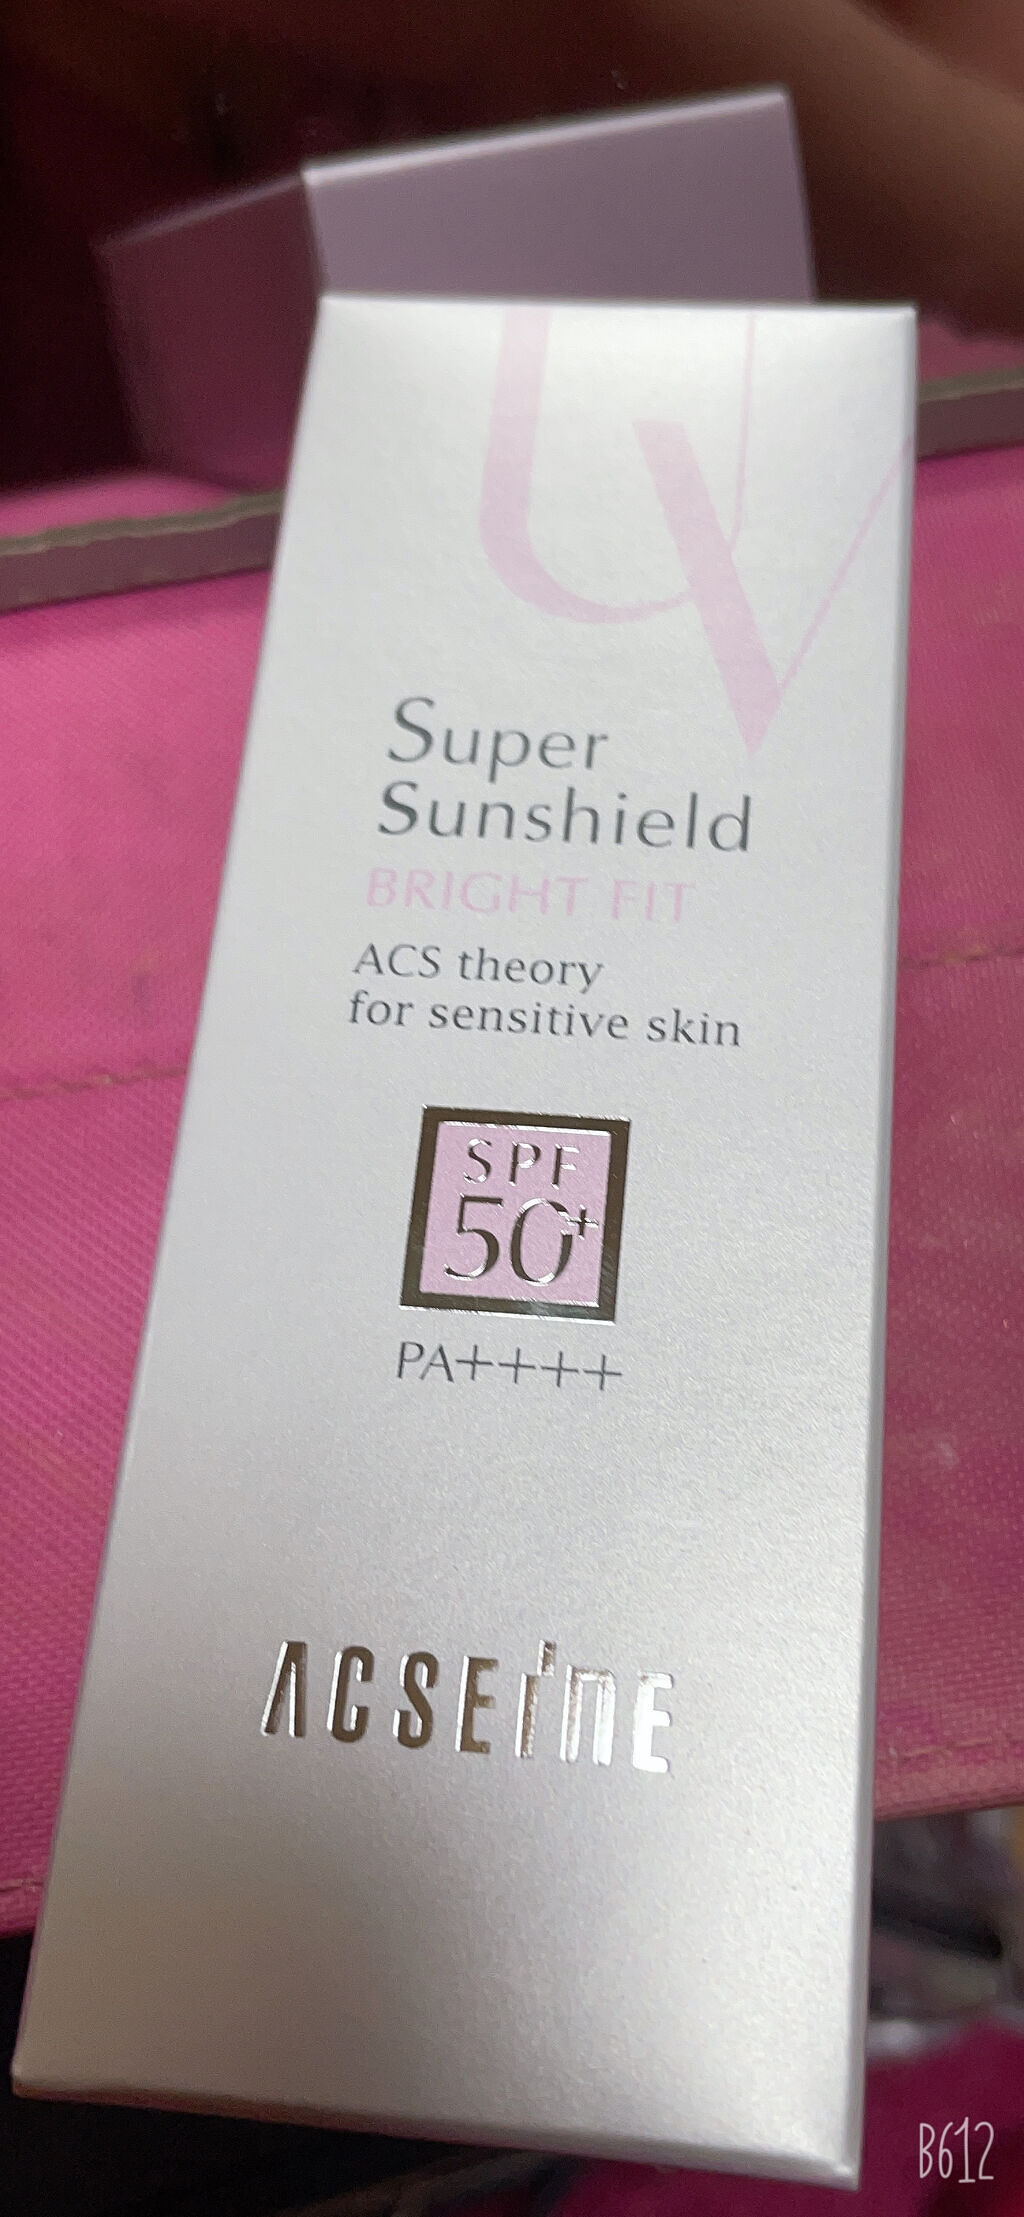 UV
Super
Sunshield
BRIGHT FIT
ACS theory
for sensitive skin
SPF
50+
PA++++
ACSEINE
B612